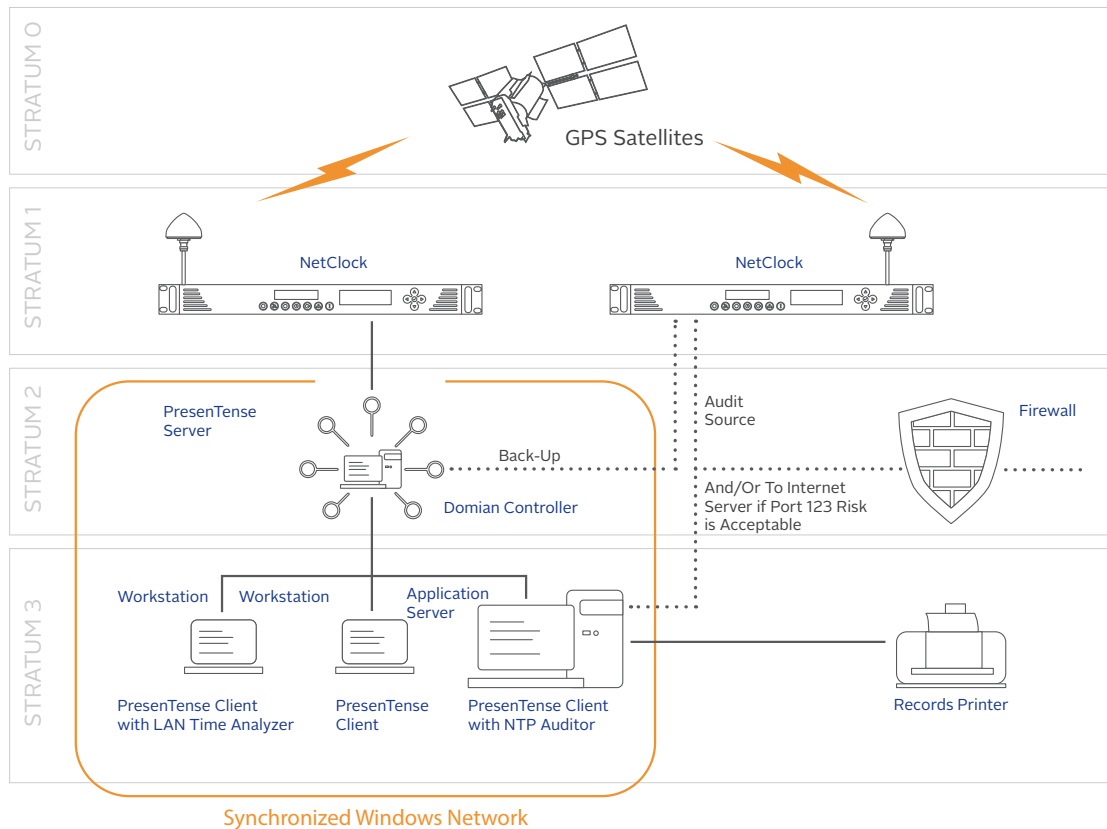 STRATUM 0
GPS Satellites
STRATUM 1
NetClock
NetClock
STRATUM 2
PresenTense
Server
Back-Up
Domian Controller
Audit
Source
And/Or To Internet
Server if Port 123 Risk
is Acceptable
Firewall
STRATUM 3
Workstation
Workstation
Application
Server
PresenTense Client
with LAN Time Analyzer
PresenTense
Client
PresenTense Client
with NTP Auditor
Records Printer
Synchronized Windows Network